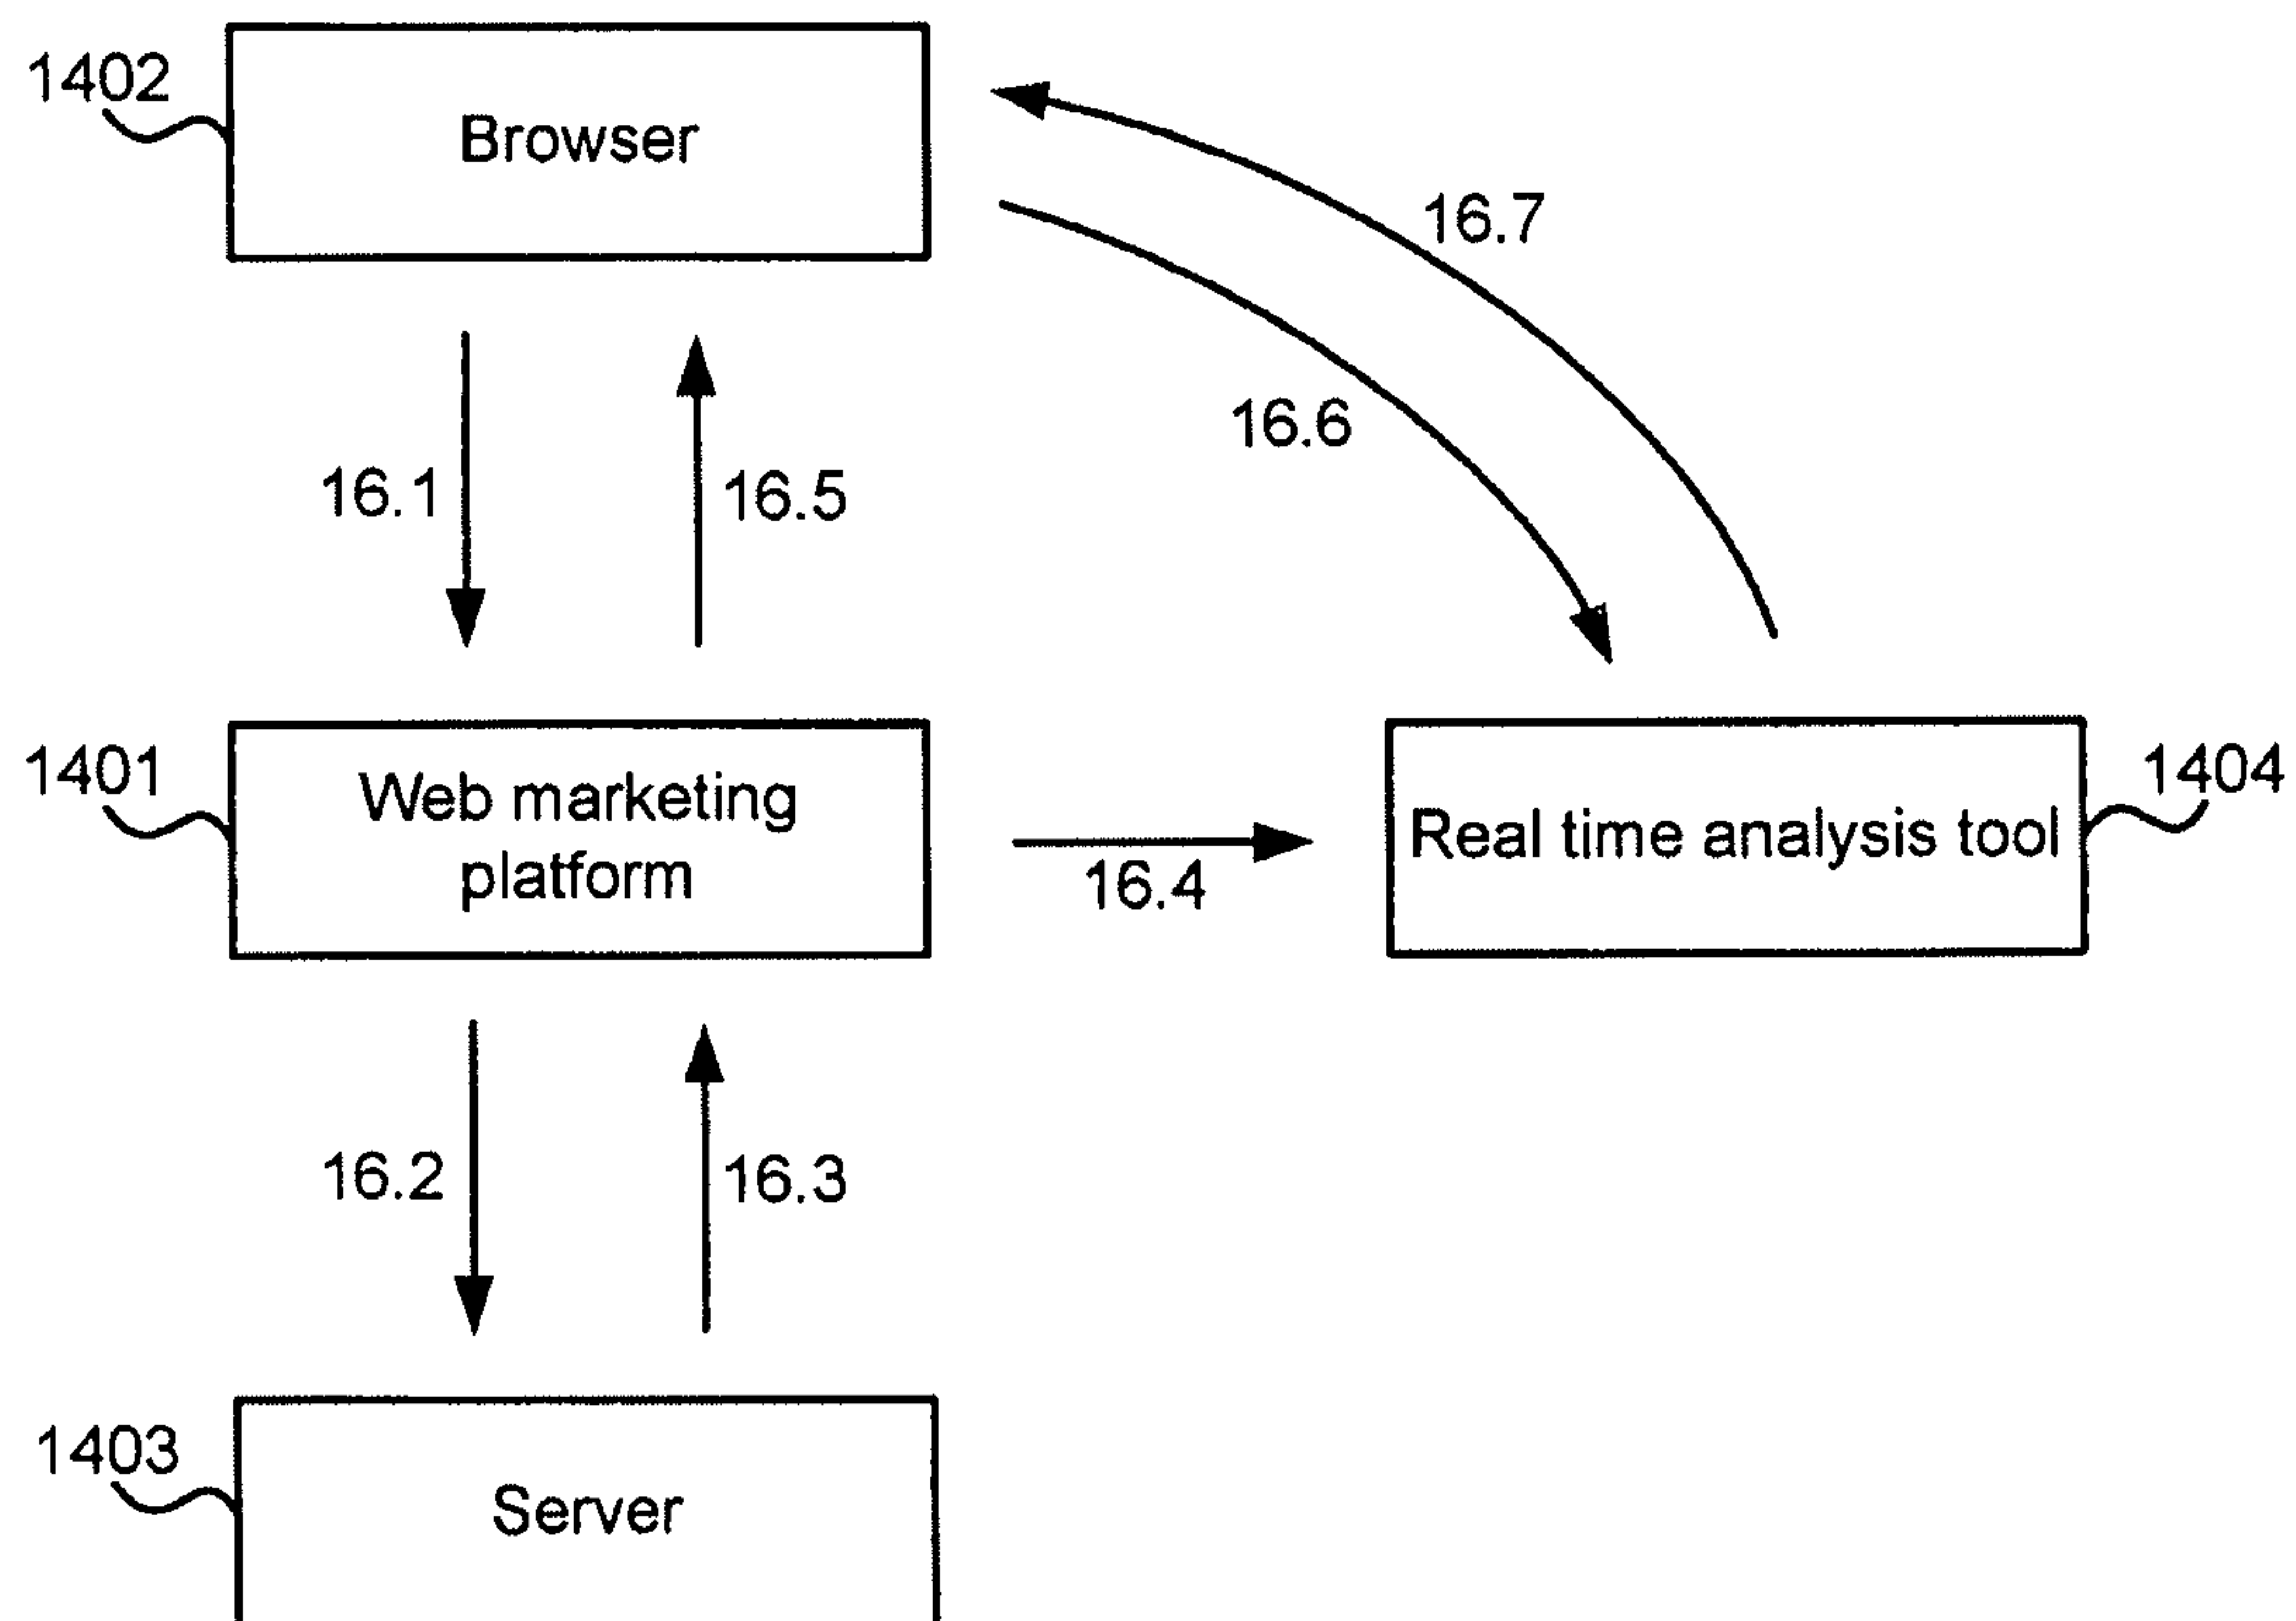 1402
Browser
16.7
16.6
16.1
16.5
1401
Web marketing
platform
16.4
Real time analysis tool
1404
16.2
16.3
1403
Server